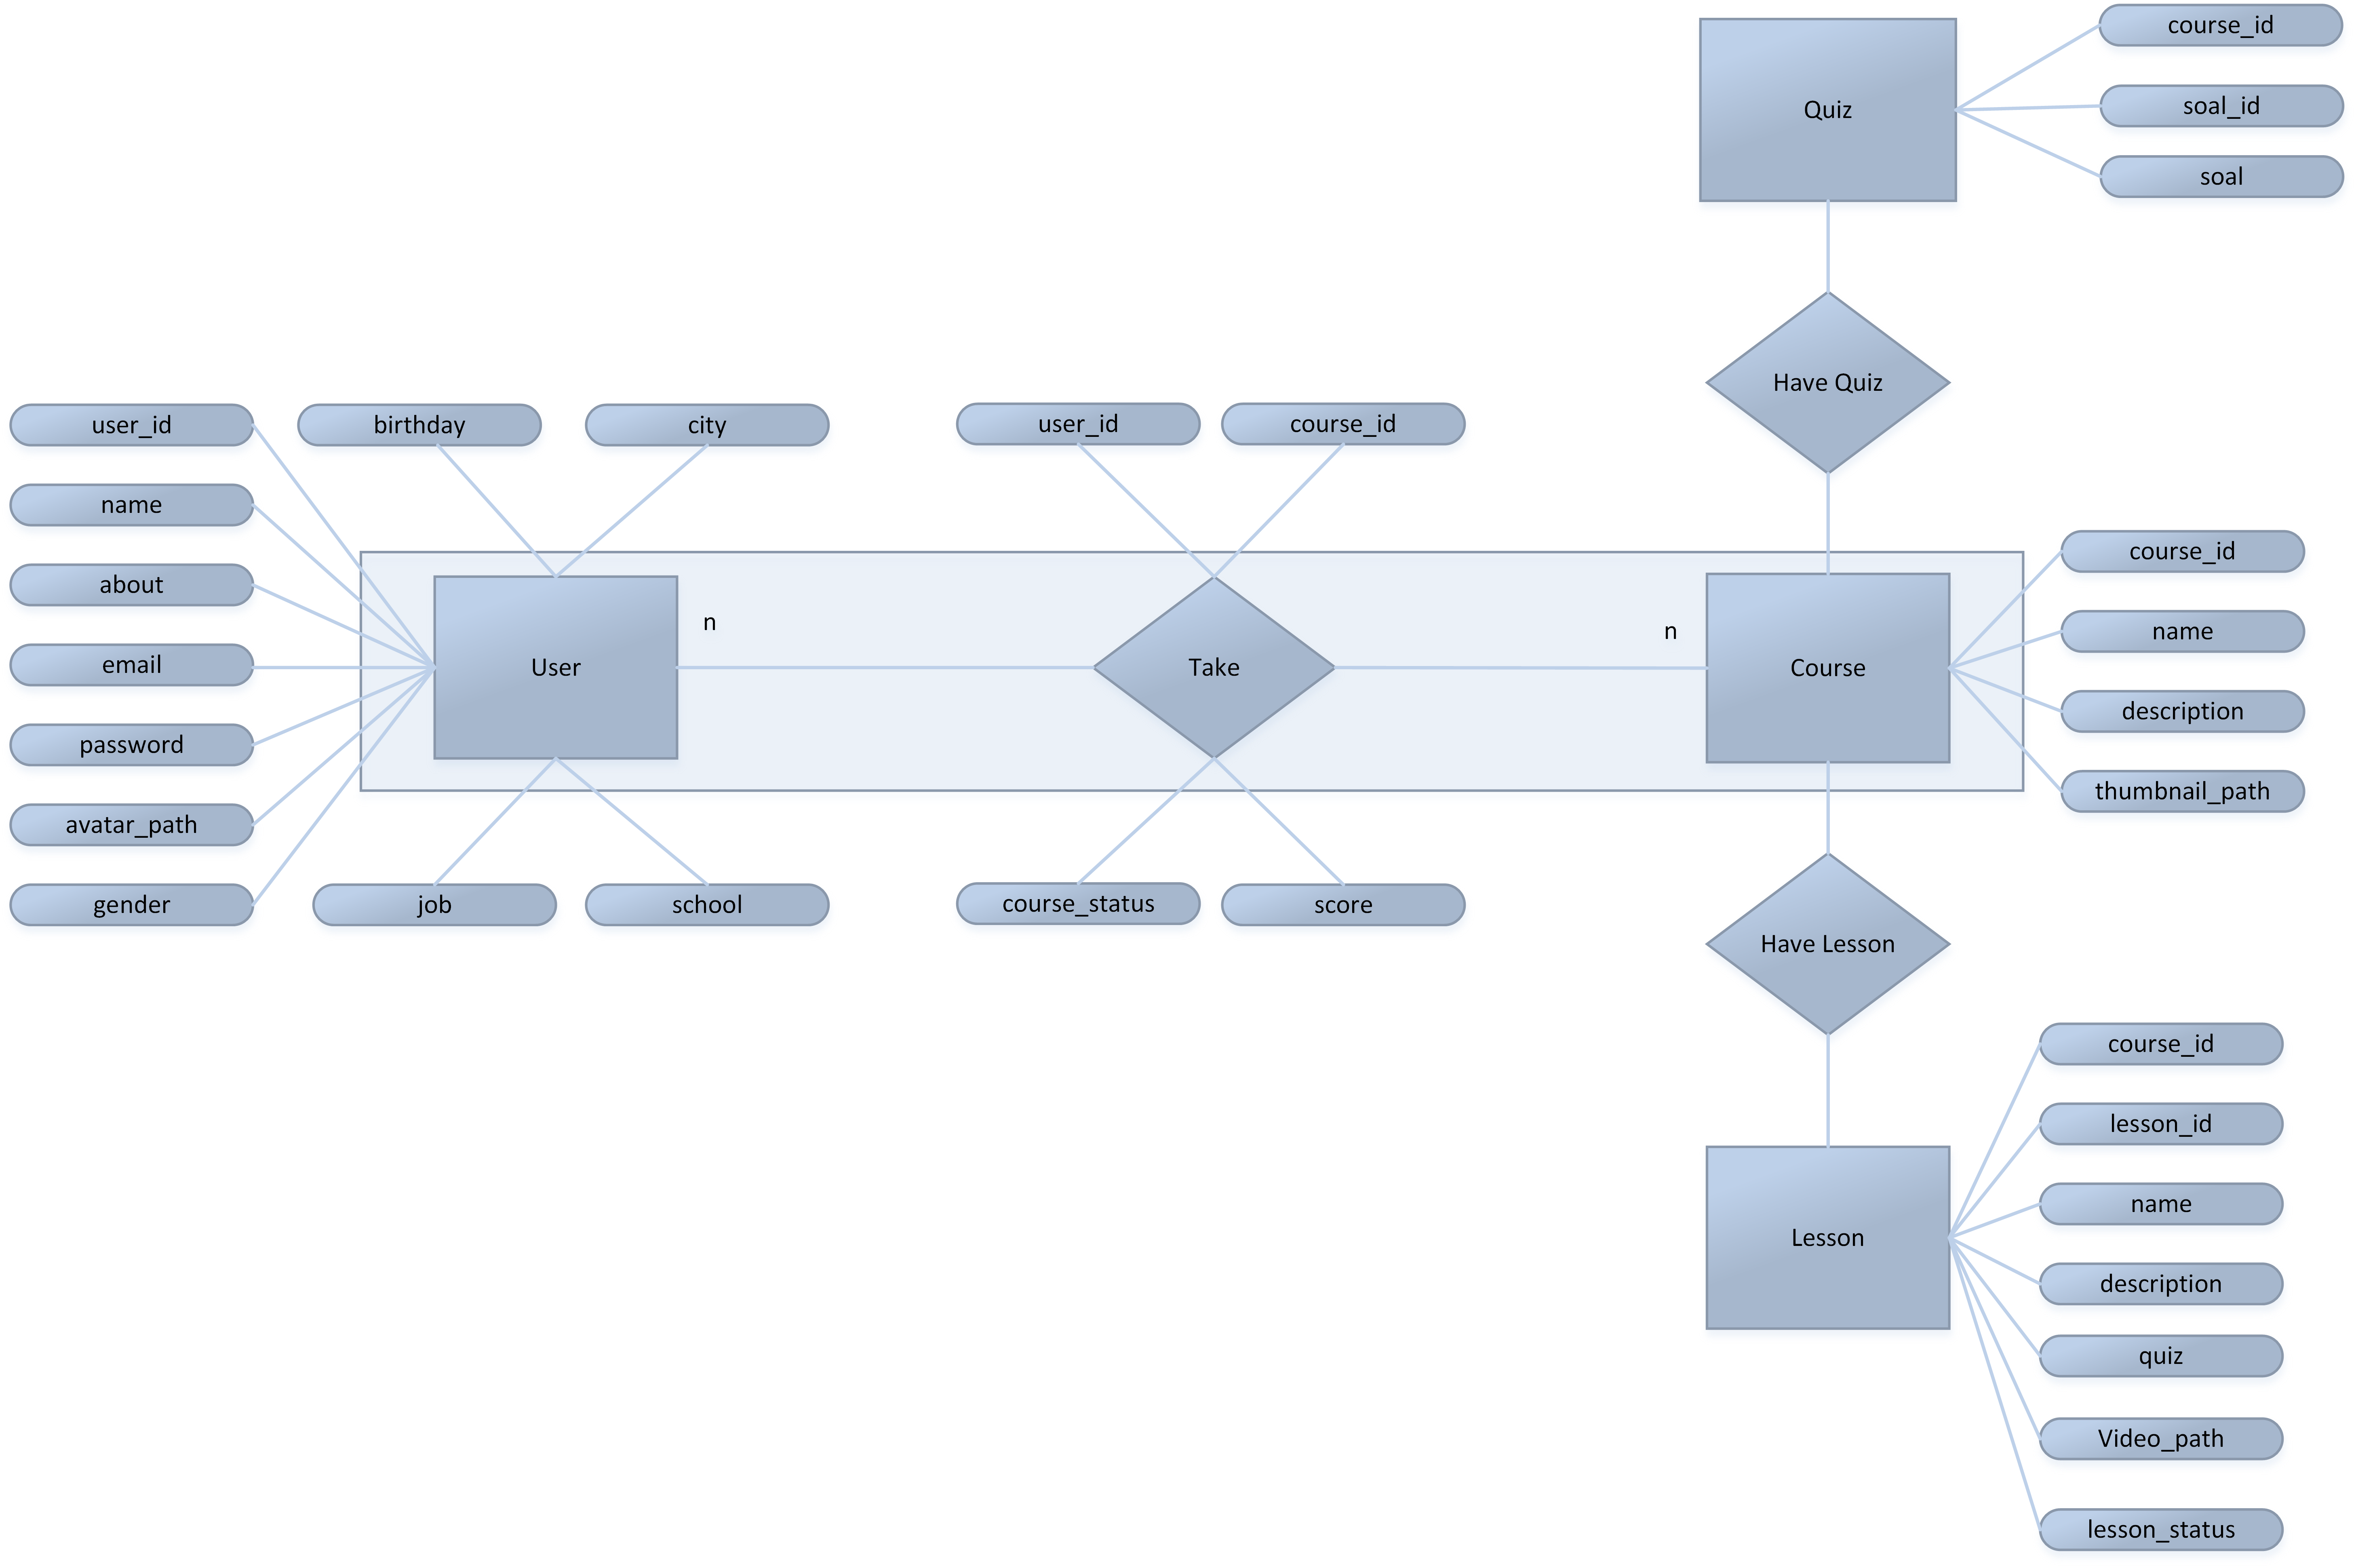 course_id
soal_id
Quiz
soal
Have Quiz
user_id
birthday
city
user_id
course_id
name
about
email
password
avatar_path
gender
n
User
Take
n
Course
course_id
name
description
thumbnail_path
job
school
course_status
score
Have Lesson
course_id
lesson_id
name
Lesson
description
quiz
Video_path
lesson_status